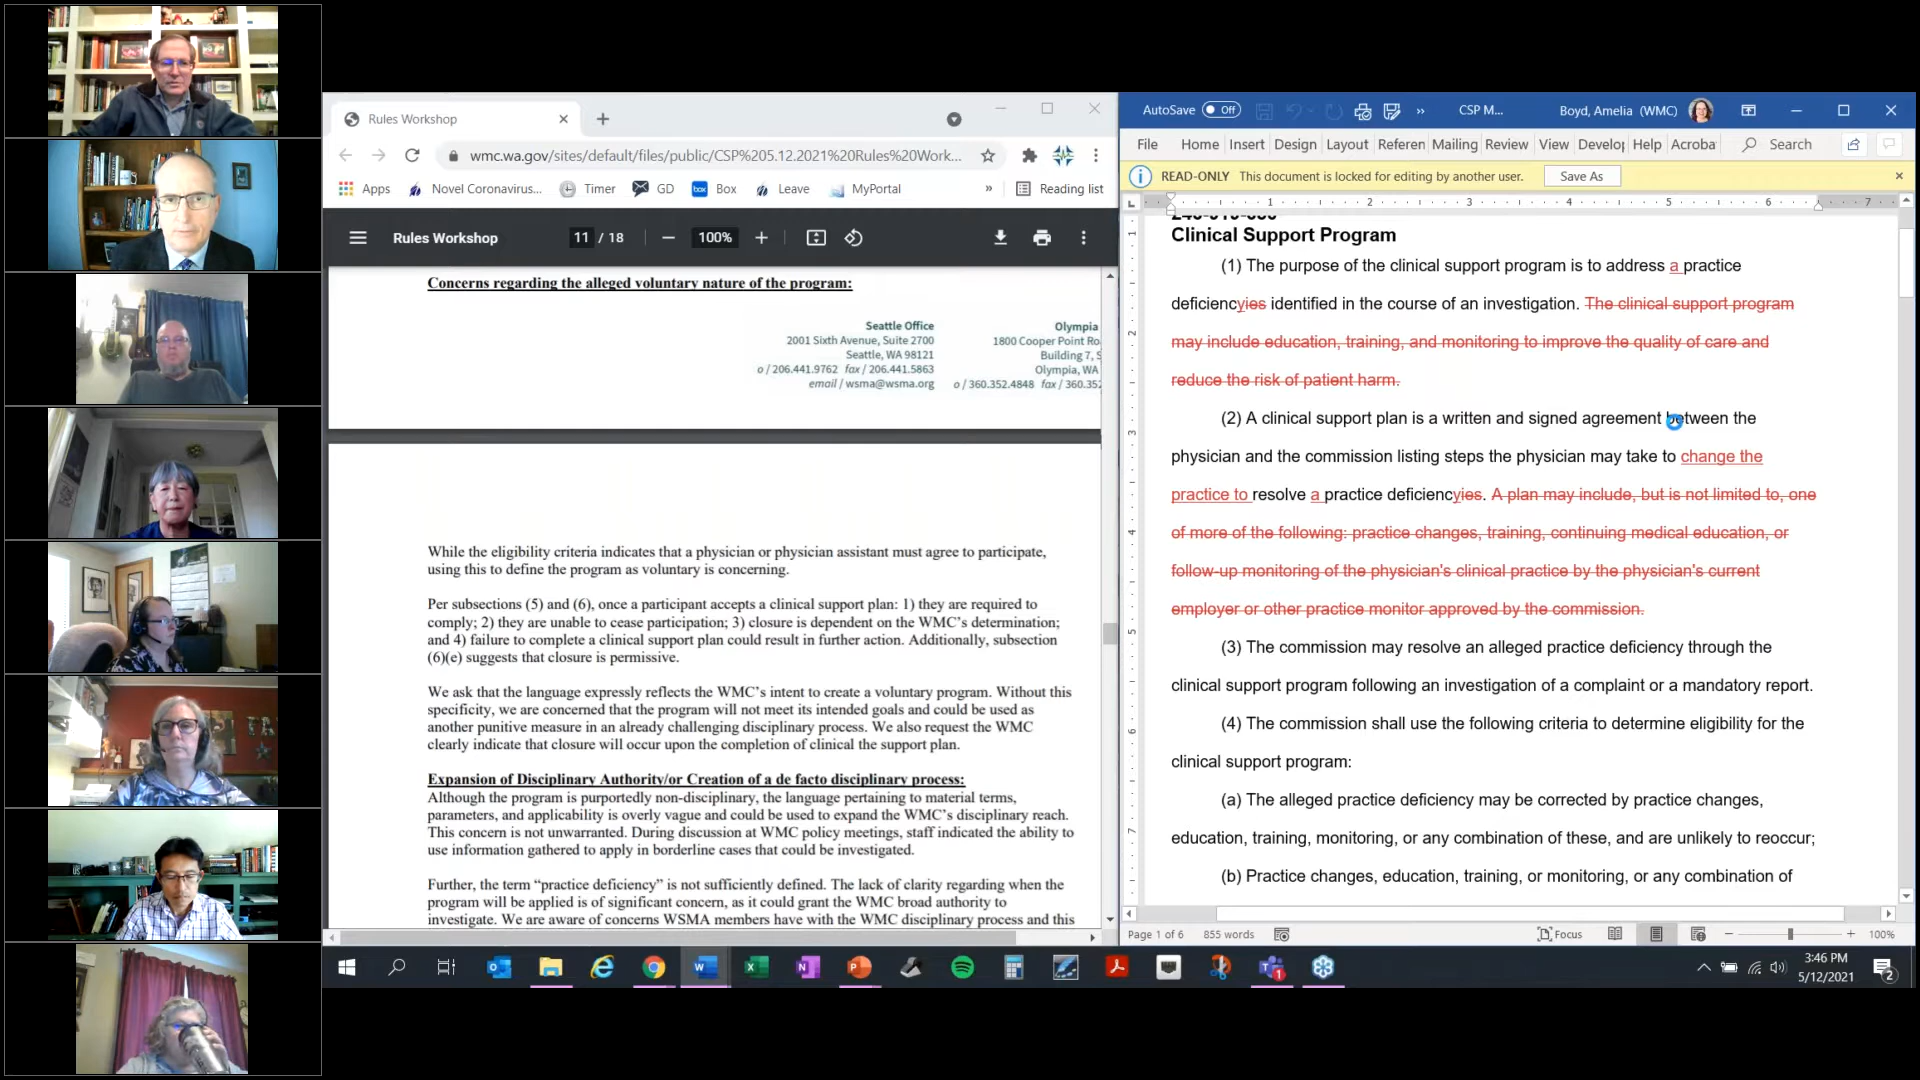 Rules Workshop
wmc.wa.gov/sites/default/files/public/CSP%205.12.2021%20Rules%20Work...
Apps
Novel Coronavirus...
Timer
GD
box
Box
Leave
MyPortal
»
Reading list
Rules Workshop
11 / 18
100%
Concerns regarding the alleged voluntary nature of the program:
Seattle Office
2001 Sixth Avenue, Suite 2700
Seattle, WA 98121
o / 206.441.9762 fax / 206.441.5863
email / wsma@wsma.org
Olympia
1800 Cooper Point Ro
Building 7, S
Olympia, WA
o / 360.352.4848 fax / 360.352
While the eligibility criteria indicates that a physician or physician assistant must agree to participate,
using this to define the program as voluntary is concerning.
Per subsections (5) and (6), once a participant accepts a clinical support plan: 1) they are required to
comply; 2) they are unable to cease participation; 3) closure is dependent on the WMC's determination;
and 4) failure to complete a clinical support plan could result in further action. Additionally, subsection
(6)(e) suggests that closure is permissive.
We ask that the language expressly reflects the WMC's intent to create a voluntary program. Without this
specificity, we are concerned that the program will not meet its intended goals and could be used as
another punitive measure in an already challenging disciplinary process. We also request the WMC
clearly indicate that closure will occur upon the completion of clinical the support plan.
Expansion of Disciplinary Authority/or Creation of a de facto disciplinary process:
Although the program is purportedly non-disciplinary, the language pertaining to material terms,
parameters, and applicability is overly vague and could be used to expand the WMC's disciplinary reach.
This concern is not unwarranted. During discussion at WMC policy meetings, staff indicated the ability to
use information gathered to apply in borderline cases that could be investigated.
Further, the term "practice deficiency" is not sufficiently defined. The lack of clarity regarding when the
program will be applied is of significant concern, as it could grant the WMC broad authority to
investigate. We are aware of concerns WSMA members have with the WMC disciplinary process and this
AutoSave Off
CSP M...
Boyd, Amelia (WMC)
File Home Insert Design Layout Referen Mailing Review View Develop Help Acroba Search
READ-ONLY This document is locked for editing by another user. Save As
1 2 3 4 5 6 7
Clinical Support Program
(1) The purpose of the clinical support program is to address a practice
deficiencyies identified in the course of an investigation. The clinical support program
may include education, training, and monitoring to improve the quality of care and
reduce the risk of patient harm.
(2) A clinical support plan is a written and signed agreement between the
physician and the commission listing steps the physician may take to change the
practice to resolve a practice deficiencyies. A plan may include, but is not limited to, one
of more of the following: practice changes, training, continuing medical education, or
follow-up monitoring of the physician's clinical practice by the physician's current
employer or other practice monitor approved by the commission.
(3) The commission may resolve an alleged practice deficiency through the
clinical support program following an investigation of a complaint or a mandatory report.
(4) The commission shall use the following criteria to determine eligibility for the
clinical support program:
(a) The alleged practice deficiency may be corrected by practice changes,
education, training, monitoring, or any combination of these, and are unlikely to reoccur;
(b) Practice changes, education, training, or monitoring, or any combination of
Page 1 of 6 855 words
Focus
100%
3:46 PM
5/12/2021
2
1